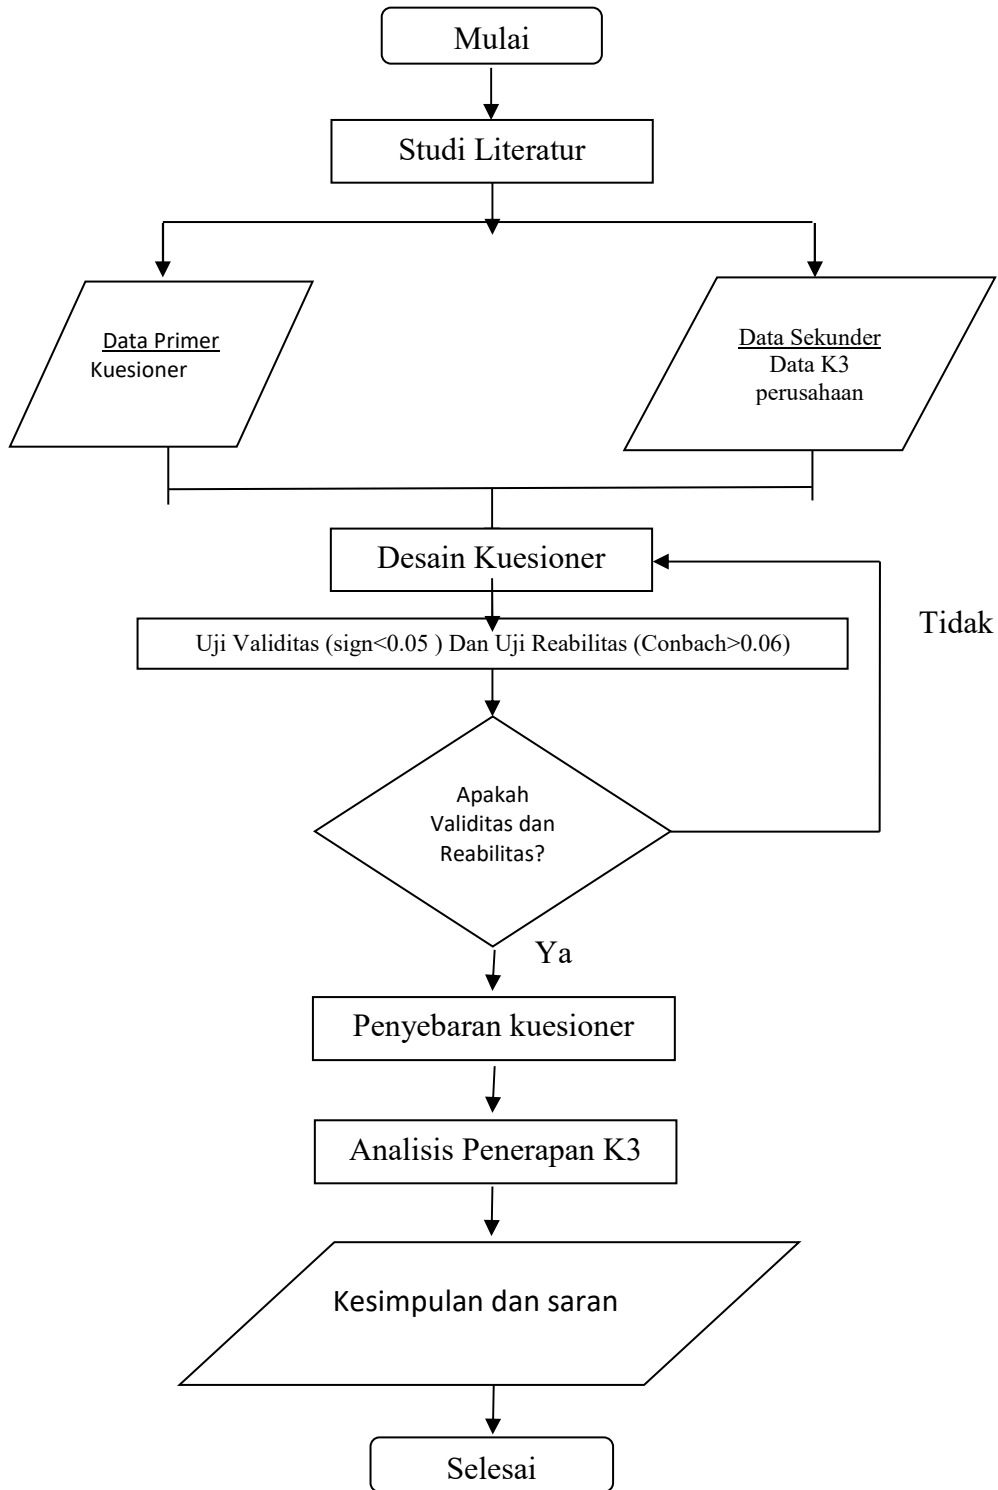 Mulai
Studi Literatur
Data Primer
Kuesioner
Data Sekunder
Data K3
perusahaan
Desain Kuesioner
Tidak
Uji Validitas (sign<0.05 ) Dan Uji Reabilitas (Conbach>0.06)
Apakah
Validitas dan
Reabilitas?
Ya
Penyebaran kuesioner
Analisis Penerapan K3
Kesimpulan dan saran
Selesai